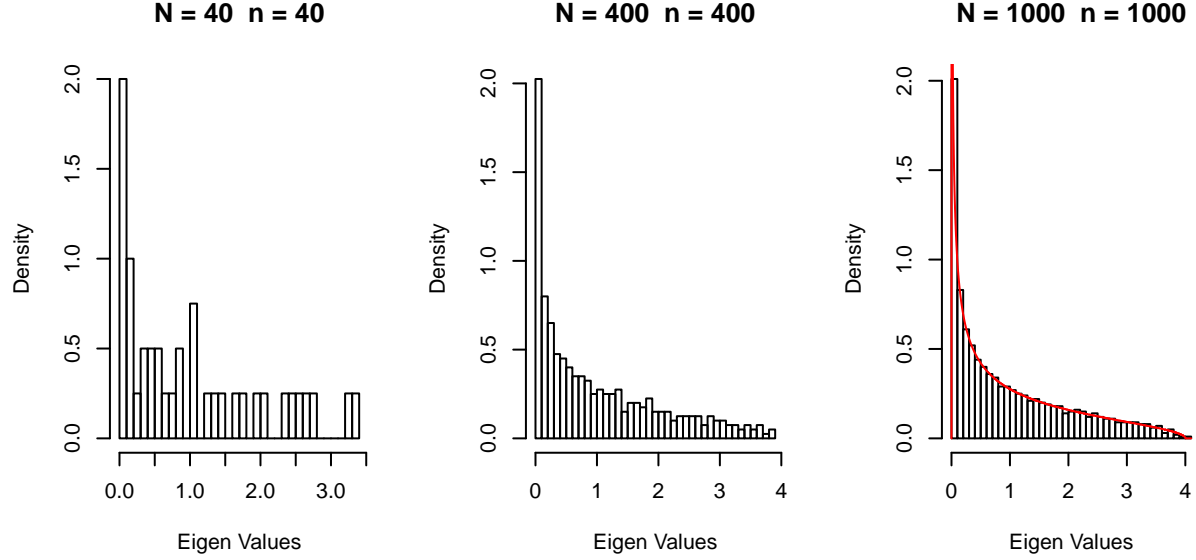 N = 40 n = 40
Density
2.0
1.5
1.0
0.5
0.0
0.0 1.0 2.0 3.0
Eigen Values
N = 400 n = 400
Density
2.0
1.5
1.0
0.5
0.0
0 1 2 3 4
Eigen Values
N = 1000 n = 1000
Density
2.0
1.5
1.0
0.5
0.0
0 1 2 3 4
Eigen Values